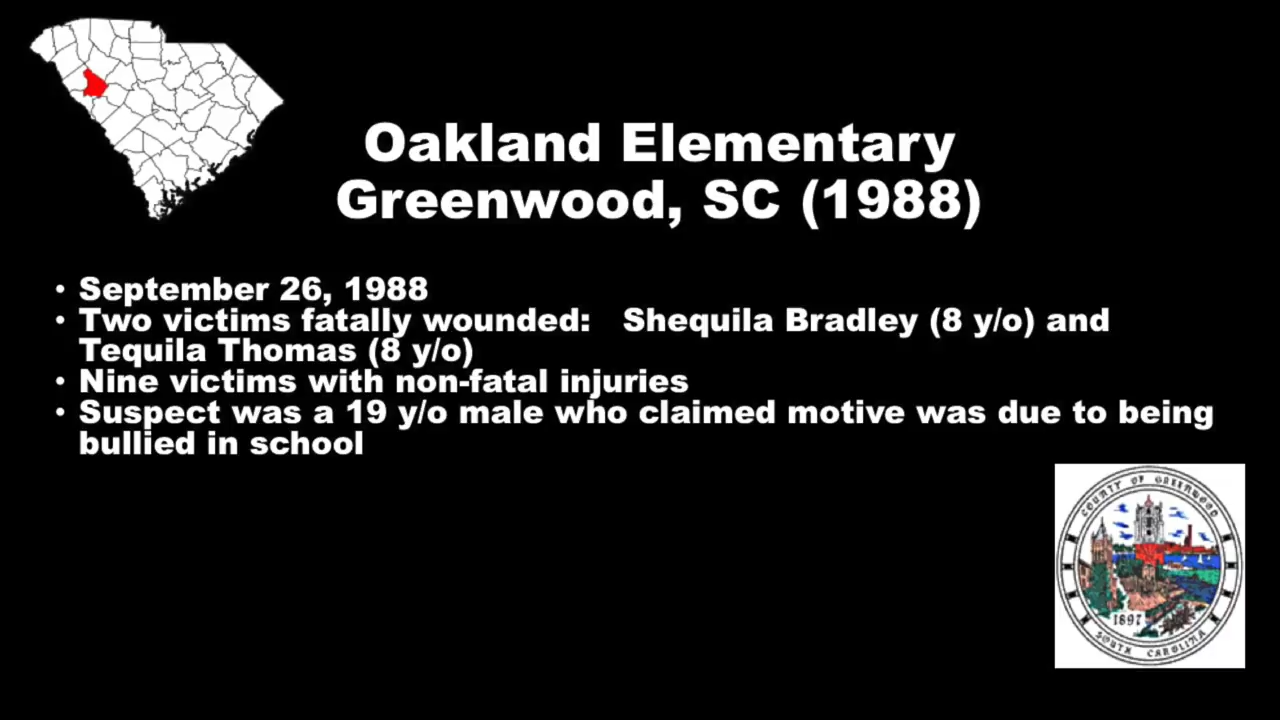 Oakland Elementary
Greenwood, SC (1988)
• September 26, 1988
• Two victims fatally wounded: Shequila Bradley (8 y/o) and
Tequila Thomas (8 y/o)
• Nine victims with non-fatal injuries
• Suspect was a 19 y/o male who claimed motive was due to being
bullied in school
COUNTY OF GREENWOOD
1897
SOUTH CAROLINA